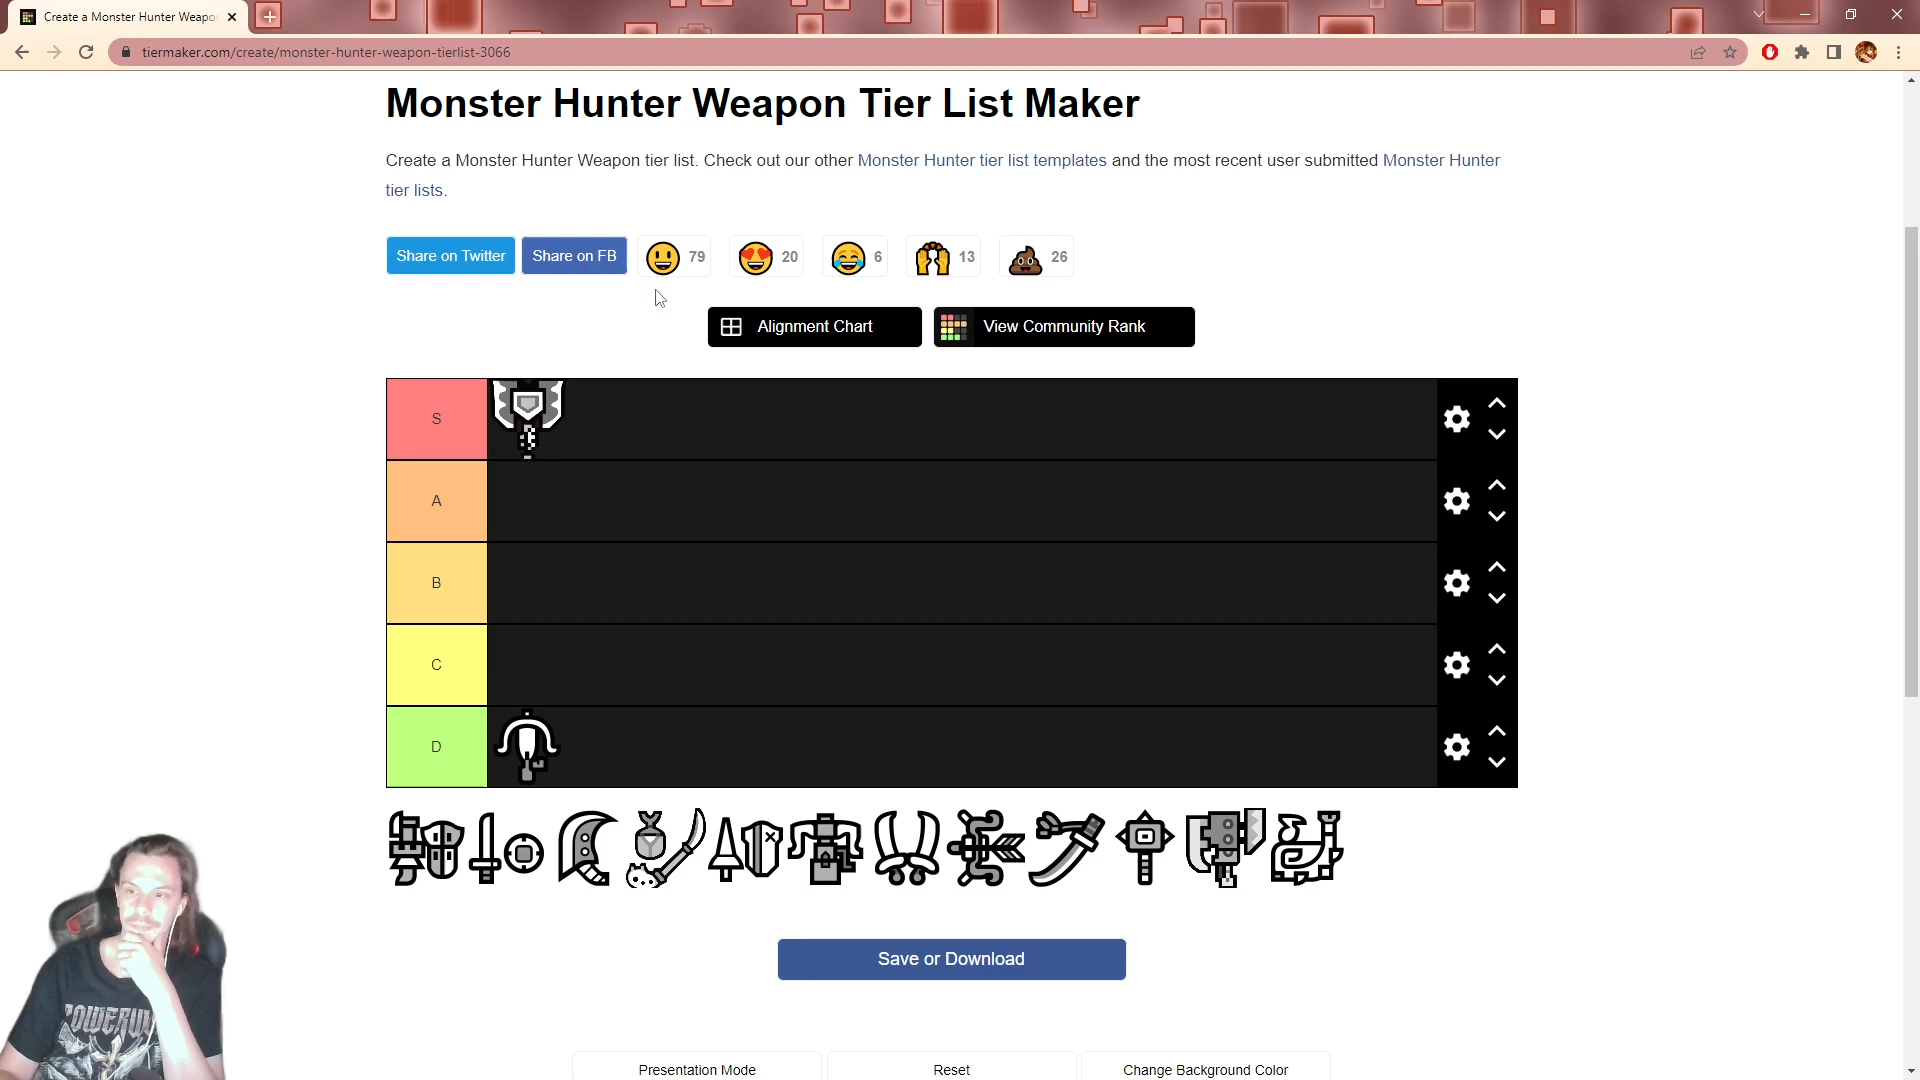 Create a Monster Hunter Weapon
tiermaker.com/create/monster-hunter-weapon-tierlist-3066
Monster Hunter Weapon Tier List Maker
Create a Monster Hunter Weapon tier list. Check out our other Monster Hunter tier list templates and the most recent user submitted Monster Hunter
tier lists.
Share on Twitter Share on FB 79 20 6 13 26
Alignment Chart View Community Rank
S
A
B
C
D
Save or Download
Presentation Mode Reset Change Background Color